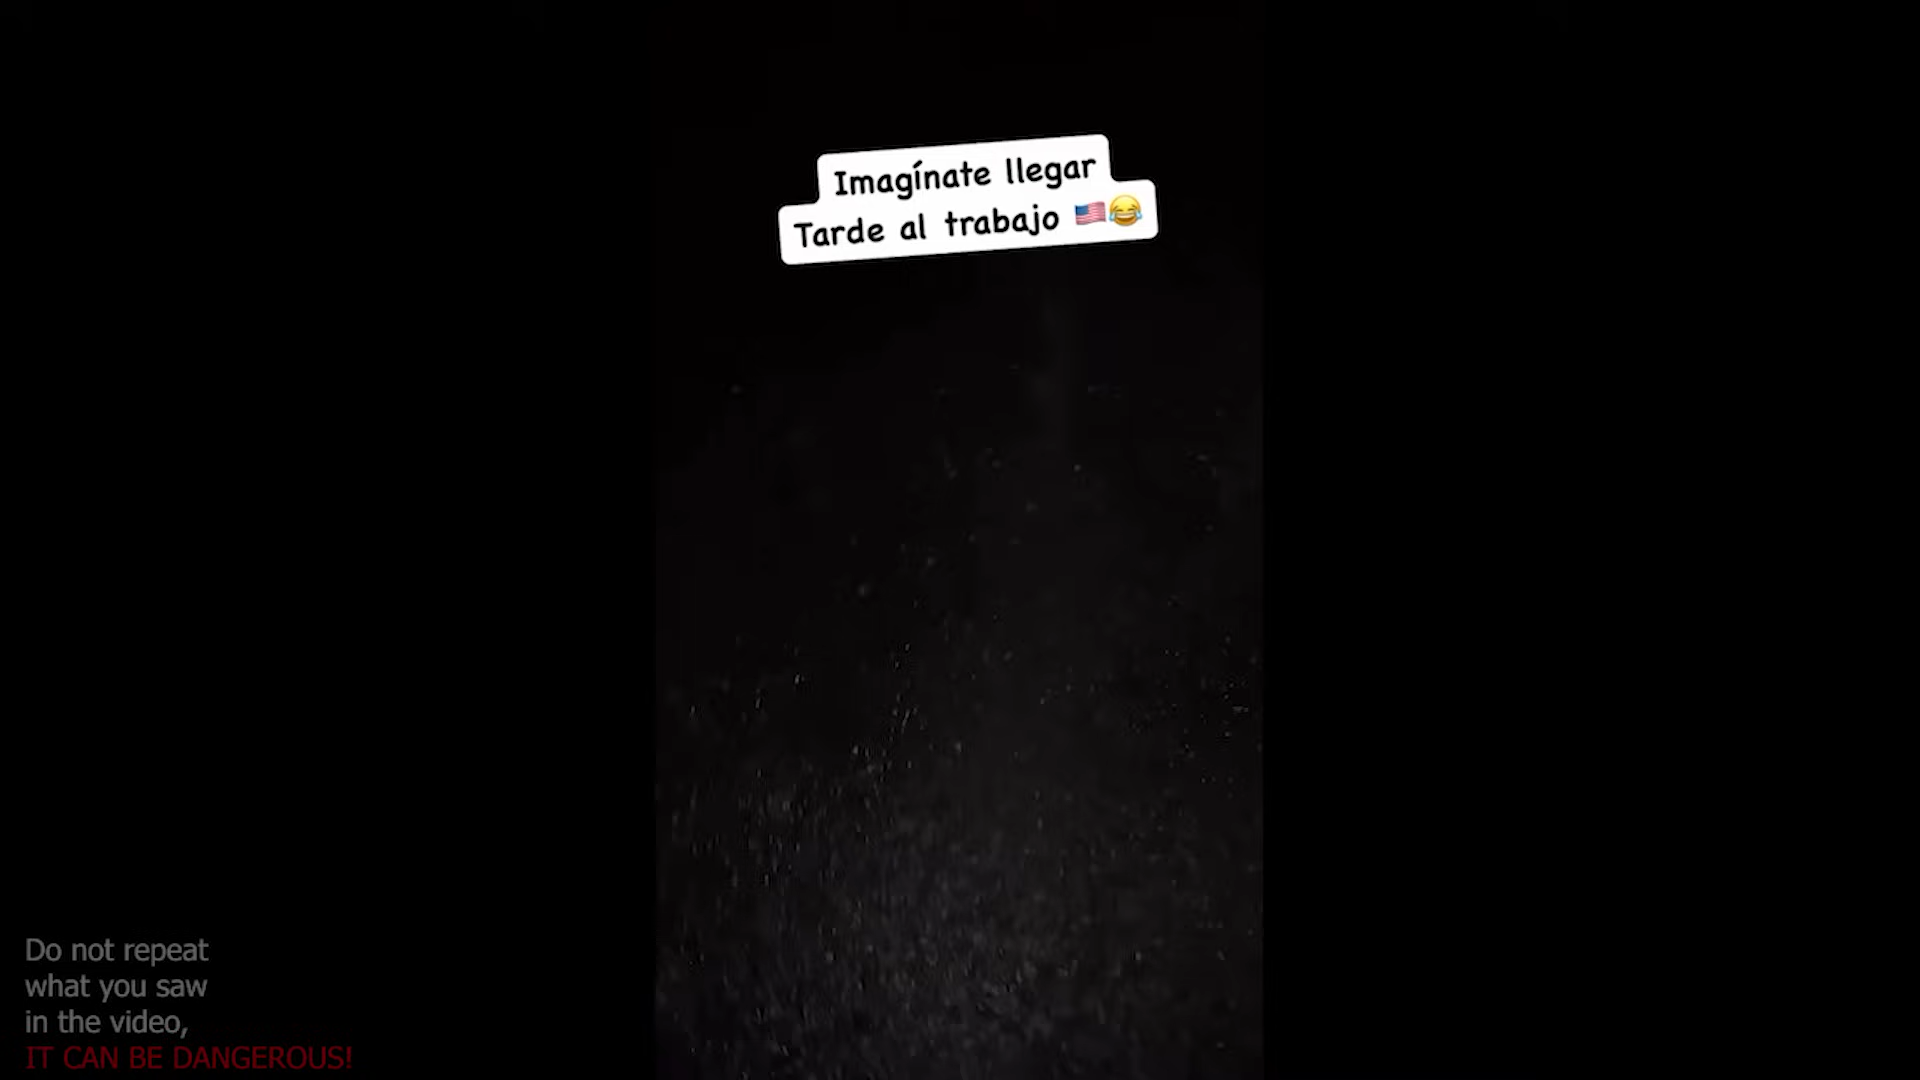 Imagínate llegar
Tarde al trabajo 🇺🇸😂
Do not repeat
what you saw
in the video,
IT CAN BE DANGEROUS!